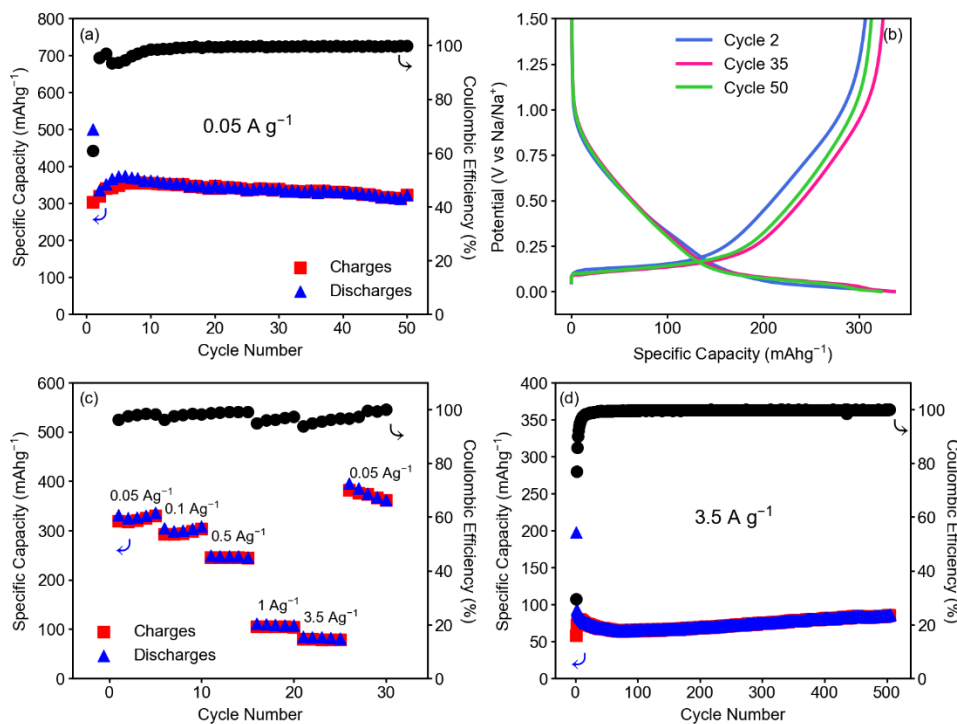 (a)
800
700
600
500
400
300
200
100
0
Specific Capacity (mAhg⁻¹)
0.05 A g⁻¹
Charges
Discharges
100
80
60
40
20
0
Coulombic Efficiency (%)
0
10
20
30
40
50
Cycle Number
(b)
Cycle 2
Cycle 35
Cycle 50
1.50
1.25
1.00
0.75
0.50
0.25
0.00
Potential (V vs Na/Na⁺)
0
100
200
300
Specific Capacity (mAhg⁻¹)
(c)
600
500
400
300
200
100
0
Specific Capacity (mAhg⁻¹)
0.05 Ag⁻¹
0.1 Ag⁻¹
0.5 Ag⁻¹
1 Ag⁻¹
3.5 Ag⁻¹
0.05 Ag⁻¹
Charges
Discharges
100
80
60
40
20
0
Coulombic Efficiency (%)
0
10
20
30
Cycle Number
(d)
400
350
300
250
200
150
100
50
0
Specific Capacity (mAhg⁻¹)
3.5 A g⁻¹
100
80
60
40
20
0
Coulombic Efficiency (%)
0
100
200
300
400
500
Cycle Number